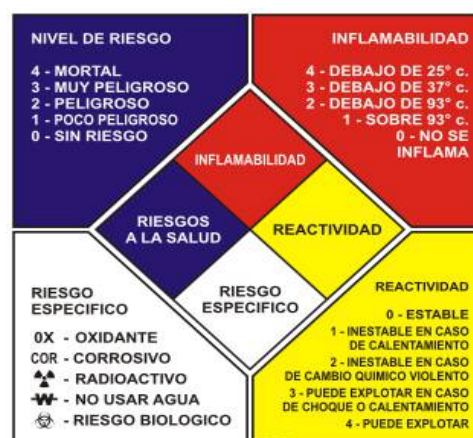 NIVEL DE RIESGO
4 - MORTAL
3 - MUY PELIGROSO
2 - PELIGROSO
1 - POCO PELIGROSO
0 - SIN RIESGO
INFLAMABILIDAD
4 - DEBAJO DE 25° c.
3 - DEBAJO DE 37° c.
2 - DEBAJO DE 93° c.
1 - SOBRE 93° c.
0 - NO SE
INFLAMA
INFLAMABILIDAD
RIESGOS
A LA SALUD
REACTIVIDAD
RIESGO
ESPECIFICO
RIESGO
ESPECIFICO
0X - OXIDANTE
COR - CORROSIVO
- RADIOACTIVO
W - NO USAR AGUA
- RIESGO BIOLOGICO
REACTIVIDAD
0 - ESTABLE
1 - INESTABLE EN CASO
DE CALENTAMIENTO
2 - INESTABLE EN CASO
DE CAMBIO QUIMICO VIOLENTO
3 - PUEDE EXPLOTAR EN CASO
DE CHOQUE O CALENTAMIENTO
4 - PUEDE EXPLOTAR